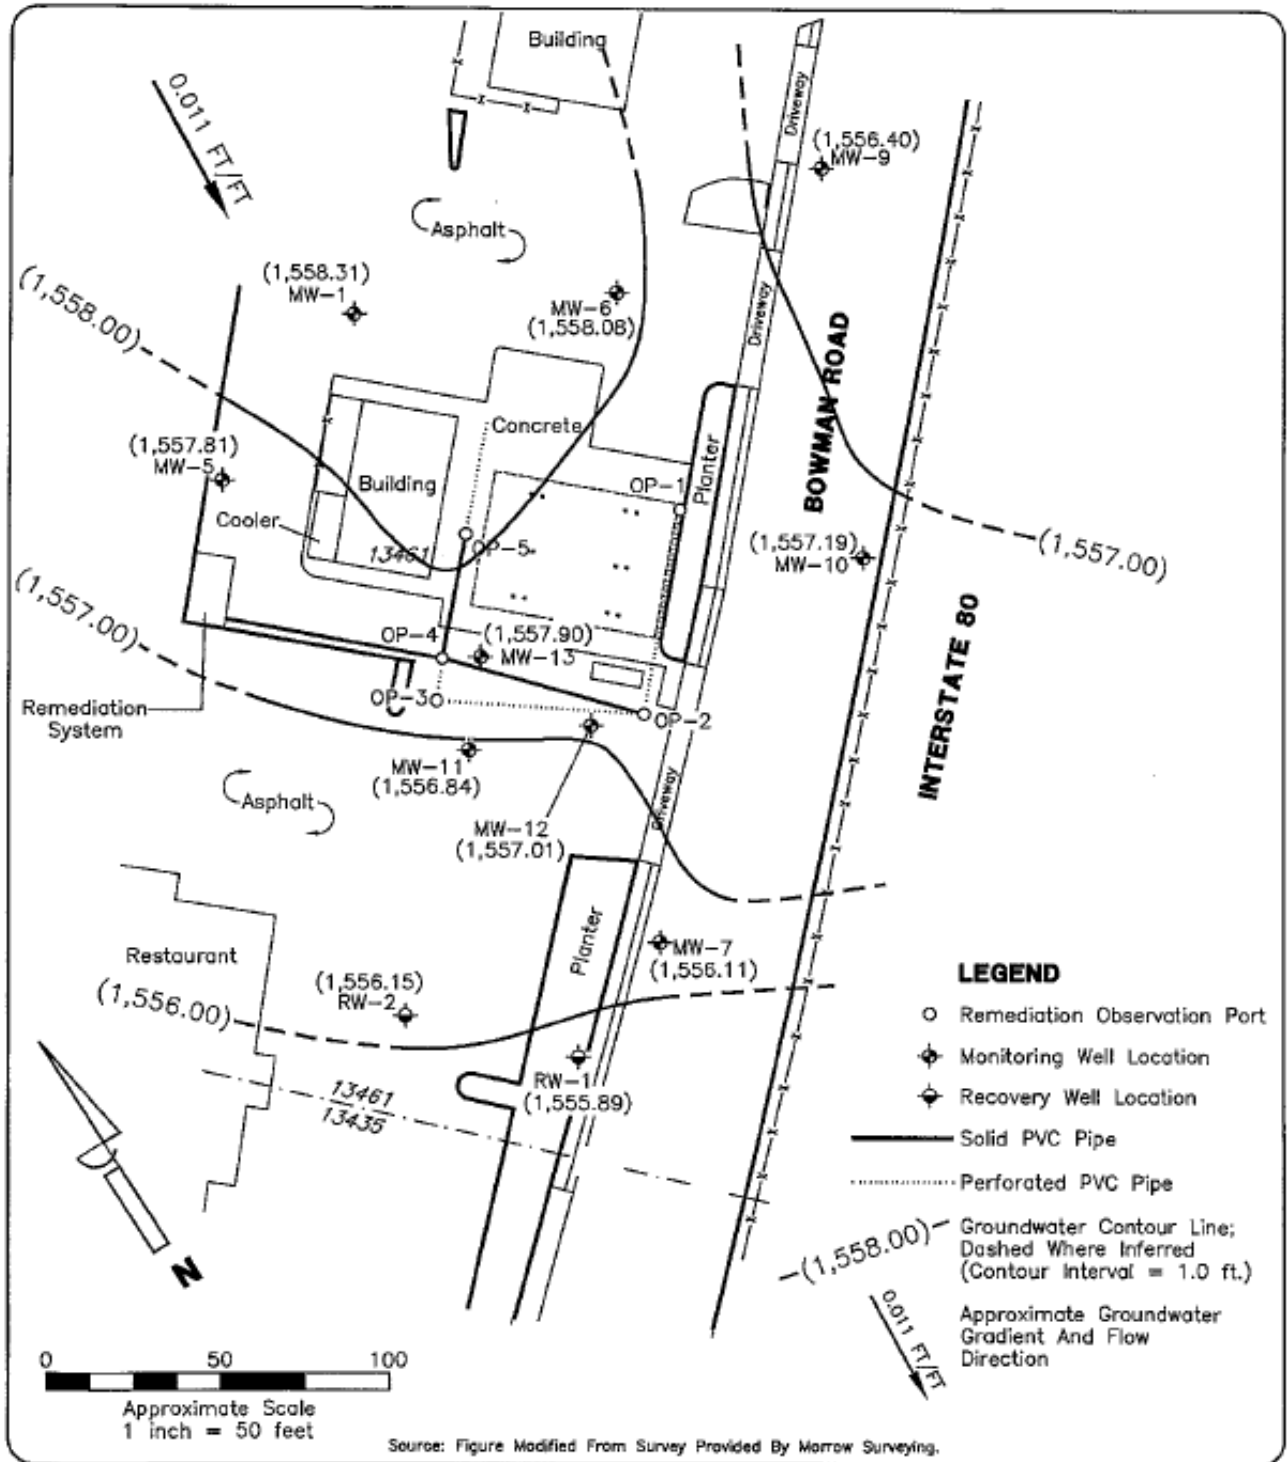 Building
0.011 FT/FT
Driveway
(1,556.40)
MW-9
Asphalt
(1,558.31)
MW-1
(1,558.00)
MW-6
(1,558.08)
Driveway
BOWMAN ROAD
Concrete
(1,557.81)
MW-5
Building
Cooler
13461
OP-5
OP-1
Planter
(1,557.19)
MW-10
(1,557.00)
(1,557.00)
OP-4
(1,557.90)
MW-13
INTERSTATE 80
Remediation
System
OP-3
OP-2
MW-11
(1,556.84)
Asphalt
MW-12
(1,557.01)
Driveway
Restaurant
Planter
MW-7
(1,556.11)
(1,556.00)
(1,556.15)
RW-2
RW-1
(1,555.89)
13461
13435
N
LEGEND
Remediation Observation Port
Monitoring Well Location
Recovery Well Location
Solid PVC Pipe
Perforated PVC Pipe
(1,558.00)
Groundwater Contour Line;
Dashed Where Inferred
(Contour Interval = 1.0 ft.)
0.011 FT/FT
Approximate Groundwater
Gradient And Flow
Direction
0 50 100
Approximate Scale
1 inch = 50 feet
Source: Figure Modified From Survey Provided By Morrow Surveying.